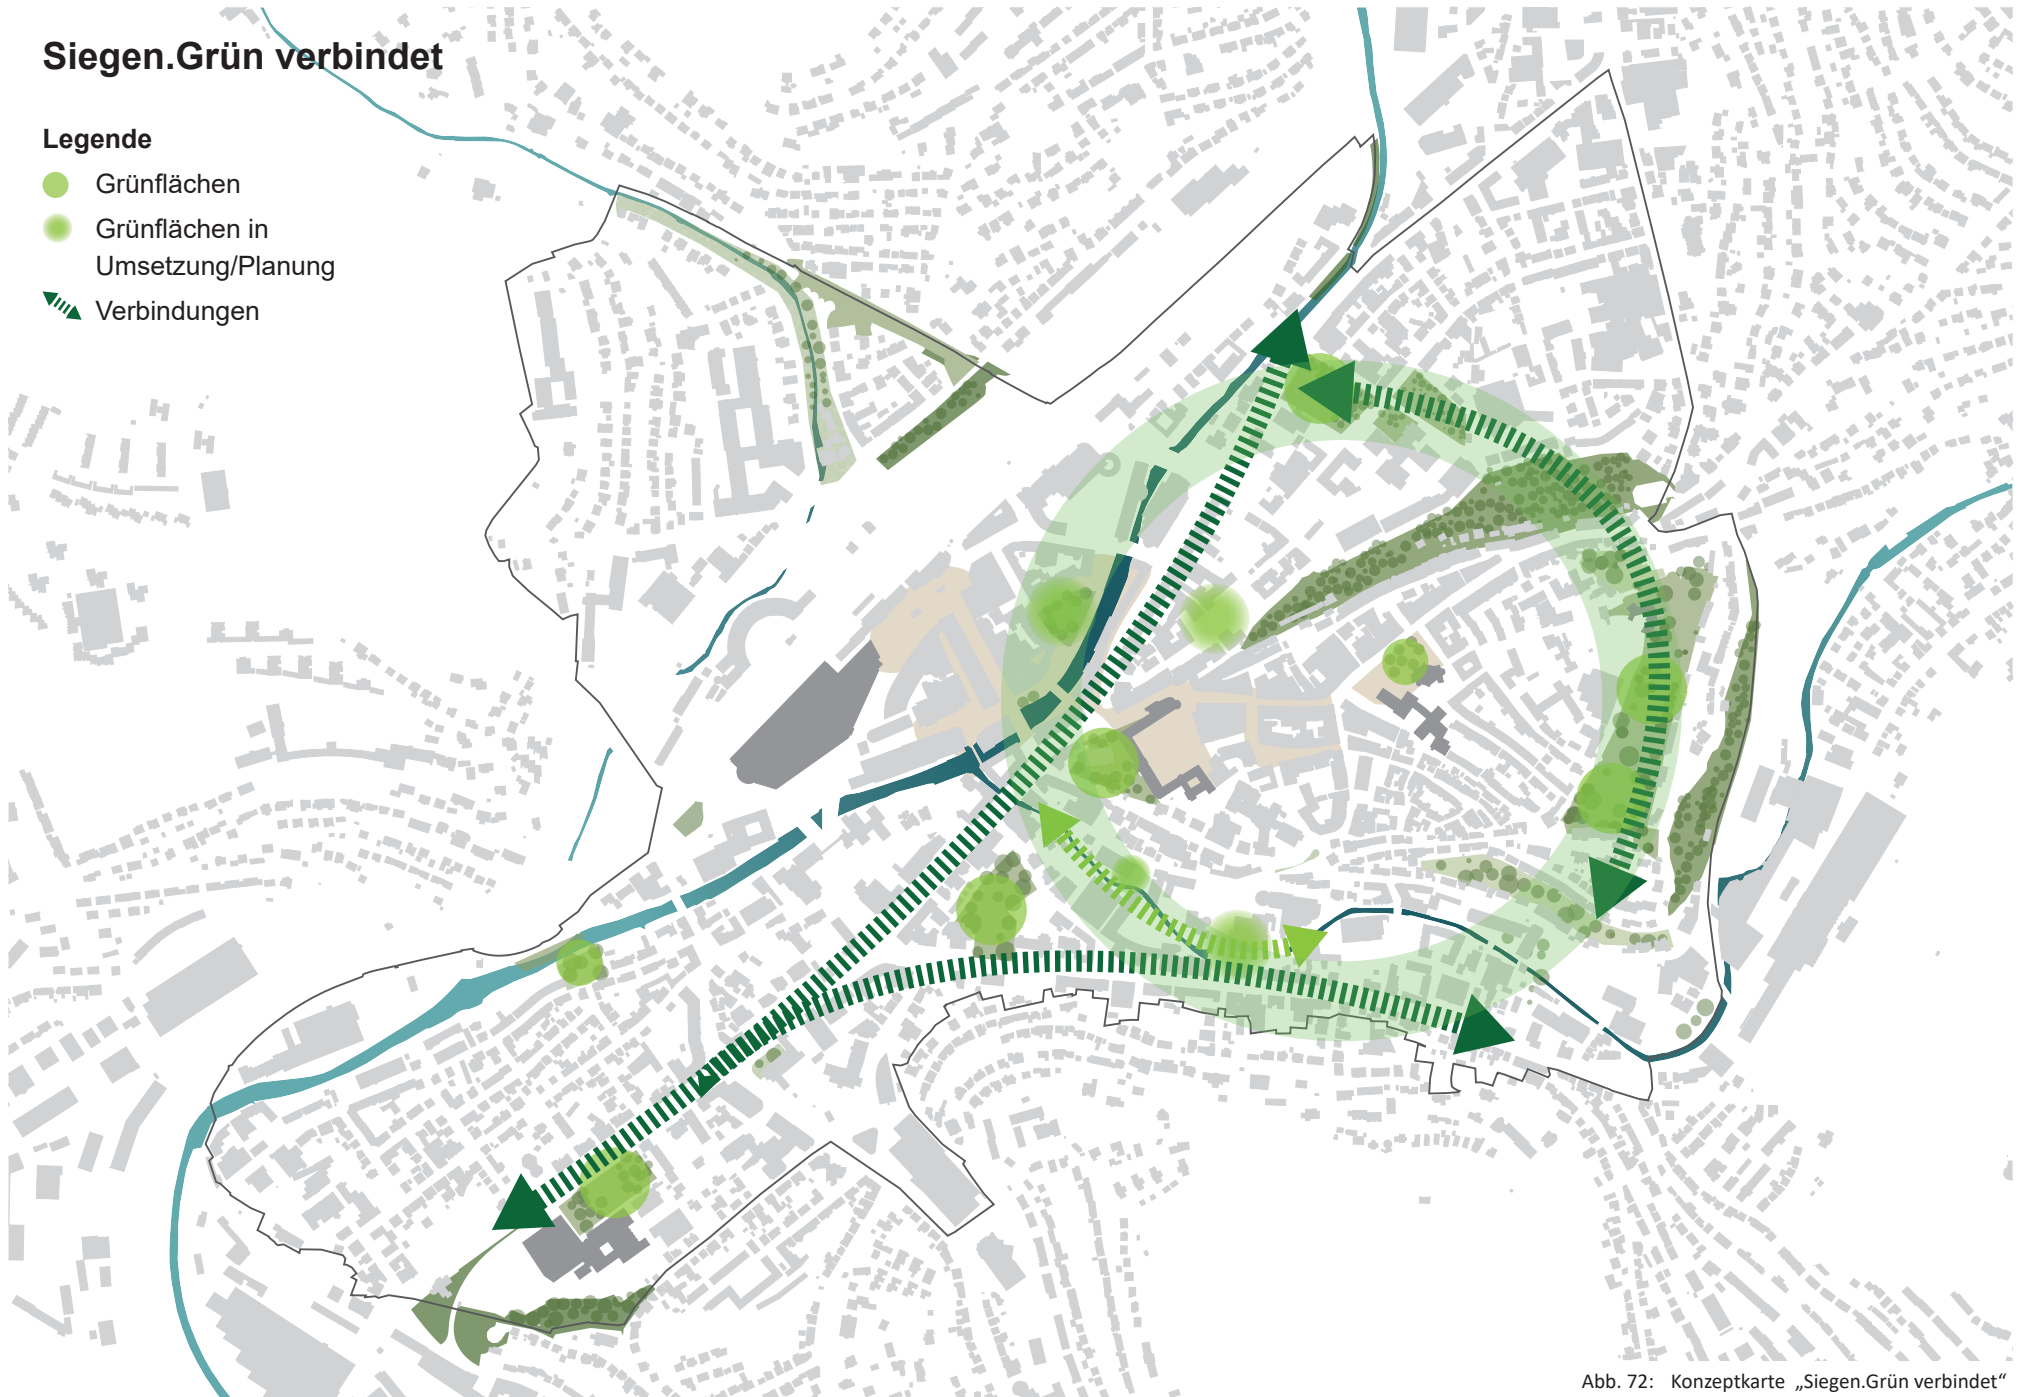 Siegen.Grün verbindet
Legende
Grünflächen
Grünflächen in
Umsetzung/Planung
Verbindungen
Abb. 72: Konzeptkarte „Siegen.Grün verbindet“